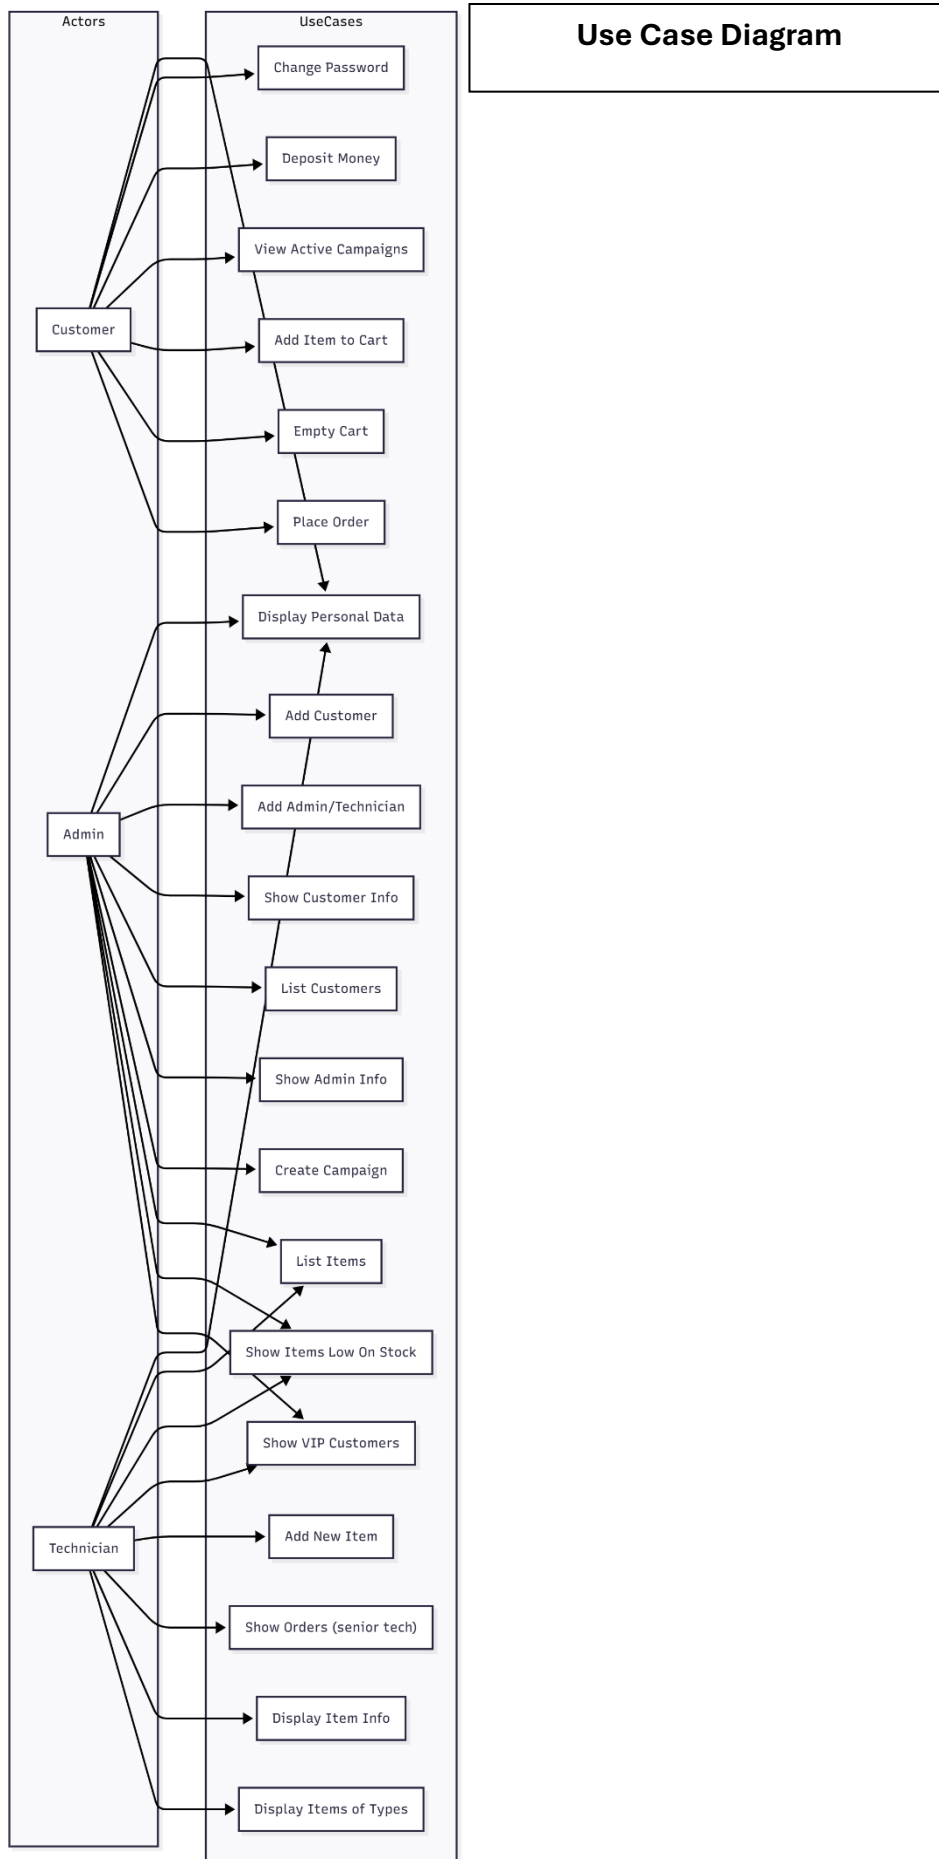 Actors
UseCases
Use Case Diagram
Change Password
Deposit Money
View Active Campaigns
Customer
Add Item to Cart
Empty Cart
Place Order
Display Personal Data
Add Customer
Add Admin/Technician
Admin
Show Customer Info
List Customers
Show Admin Info
Create Campaign
List Items
Show Items Low On Stock
Show VIP Customers
Add New Item
Technician
Show Orders (senior tech)
Display Item Info
Display Items of Types